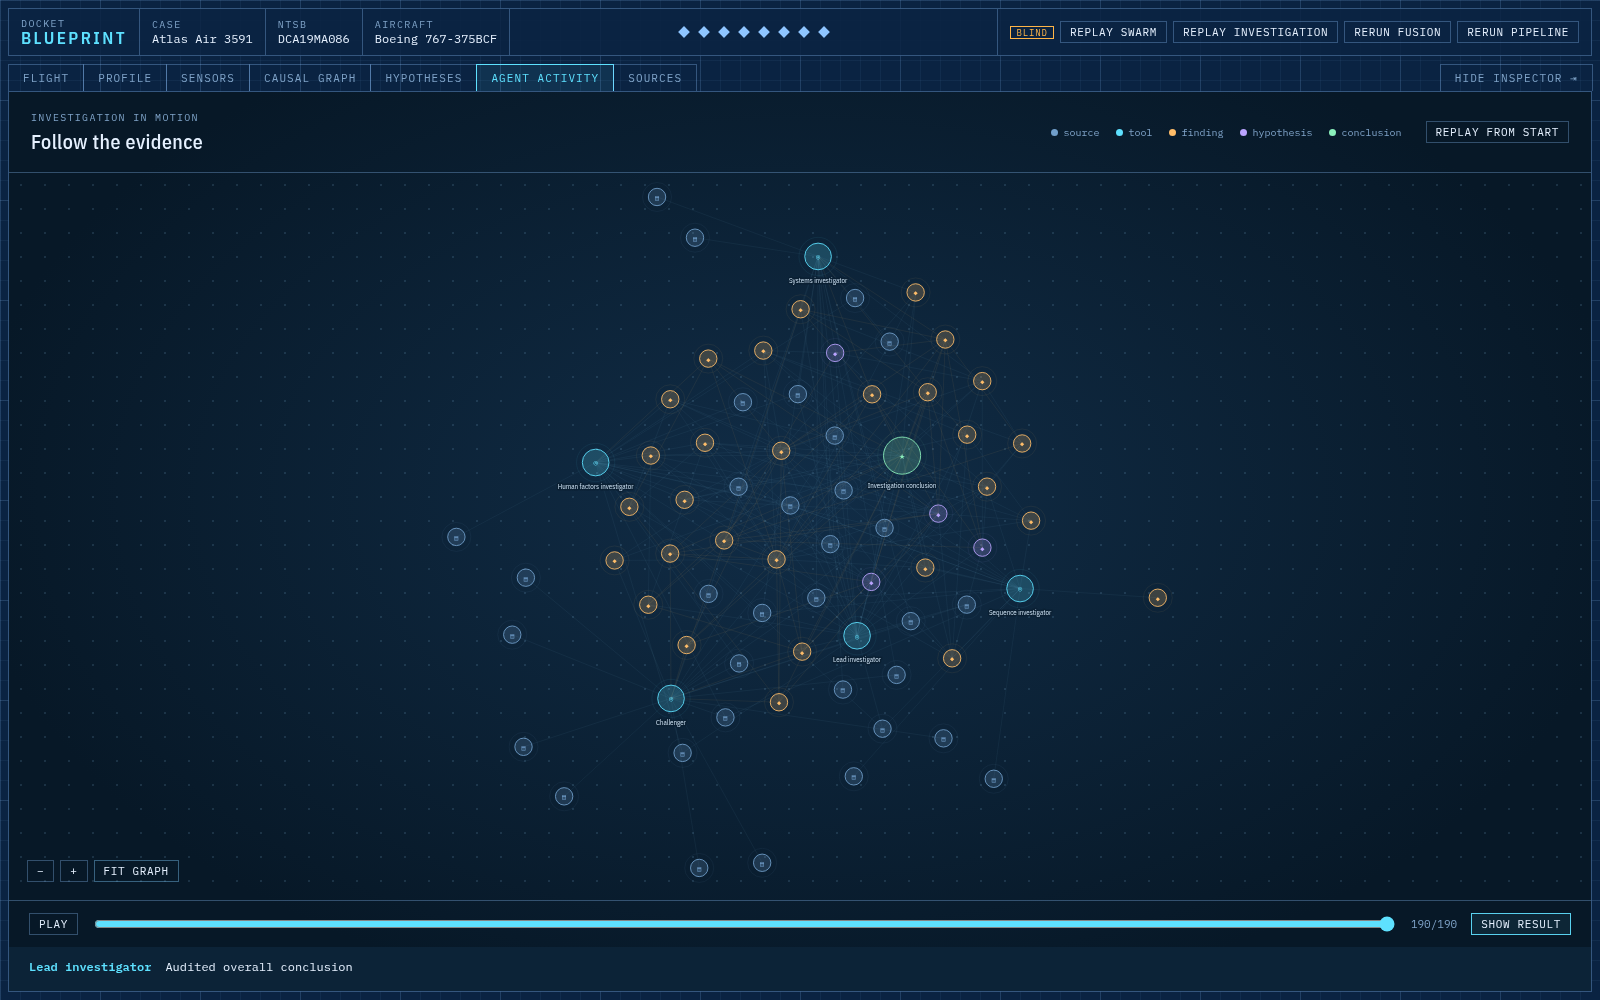 DOCKET
BLUEPRINT
CASE
Atlas Air 3591
NTSB
DCA19MA086
AIRCRAFT
Boeing 767-375BCF
BLIND
REPLAY SWARM
REPLAY INVESTIGATION
RERUN FUSION
RERUN PIPELINE
FLIGHT
PROFILE
SENSORS
CAUSAL GRAPH
HYPOTHESES
AGENT ACTIVITY
SOURCES
HIDE INSPECTOR ⇥
INVESTIGATION IN MOTION
Follow the evidence
source
tool
finding
hypothesis
conclusion
REPLAY FROM START
Systems investigator
Human factors investigator
Investigation conclusion
Sequence investigator
Lead investigator
Challenger
−
+
FIT GRAPH
PLAY
190/190
SHOW RESULT
Lead investigator Audited overall conclusion